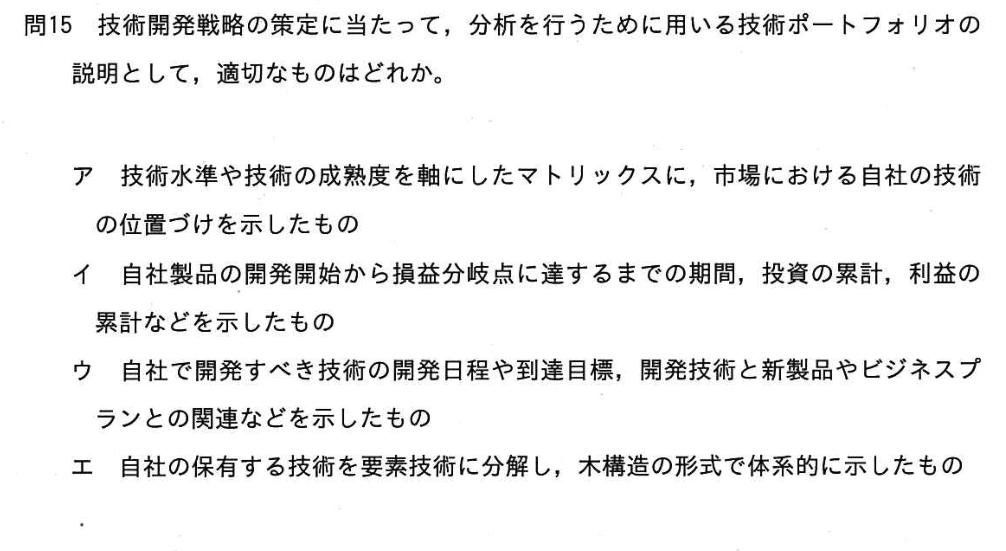 問15 技術開発戦略の策定に当たって，分析を行うために用いる技術ポートフォリオの
説明として，適切なものはどれか。
ア 技術水準や技術の成熟度を軸にしたマトリックスに，市場における自社の技術
の位置づけを示したもの
イ 自社製品の開発開始から損益分岐点に達するまでの期間，投資の累計，利益の
累計などを示したもの
ウ 自社で開発すべき技術の開発日程や到達目標，開発技術と新製品やビジネスプ
ランとの関連などを示したもの
エ 自社の保有する技術を要素技術に分解し，木構造の形式で体系的に示したもの